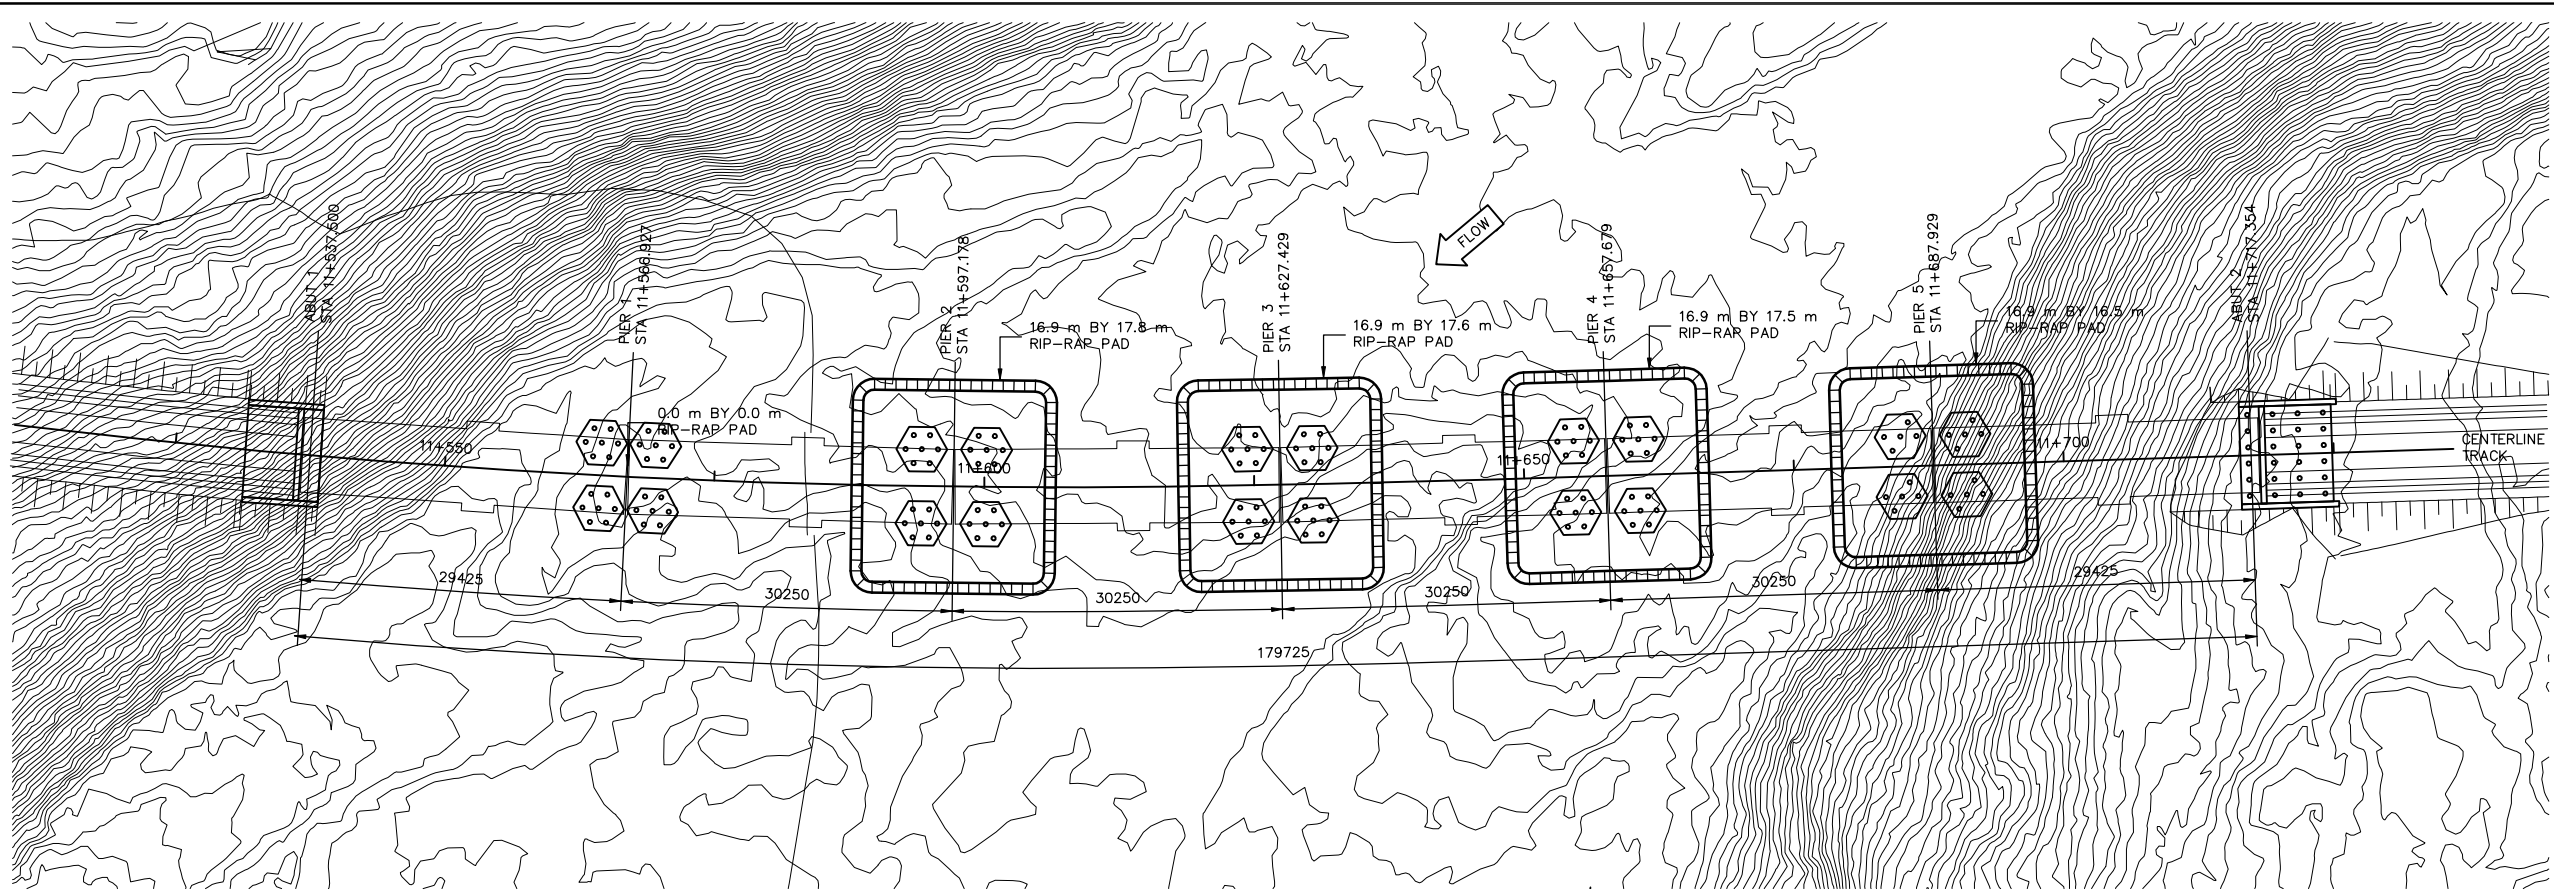 ABUT 1
STA 11+537.500
PIER 1
STA 11+566.927
PIER 2
STA 11+597.178
PIER 3
STA 11+627.429
FLOW
PIER 4
STA 11+657.679
PIER 5
STA 11+687.929
ABUT 2
STA 11+717.354
0.0 m BY 0.0 m
RIP-RAP PAD
16.9 m BY 17.8 m
RIP-RAP PAD
16.9 m BY 17.6 m
RIP-RAP PAD
16.9 m BY 17.5 m
RIP-RAP PAD
16.9 m BY 16.5 m
RIP-RAP PAD
11+550
11+600
11+650
11+700
CENTERLINE
TRACK
29425
30250
30250
30250
30250
29425
179725